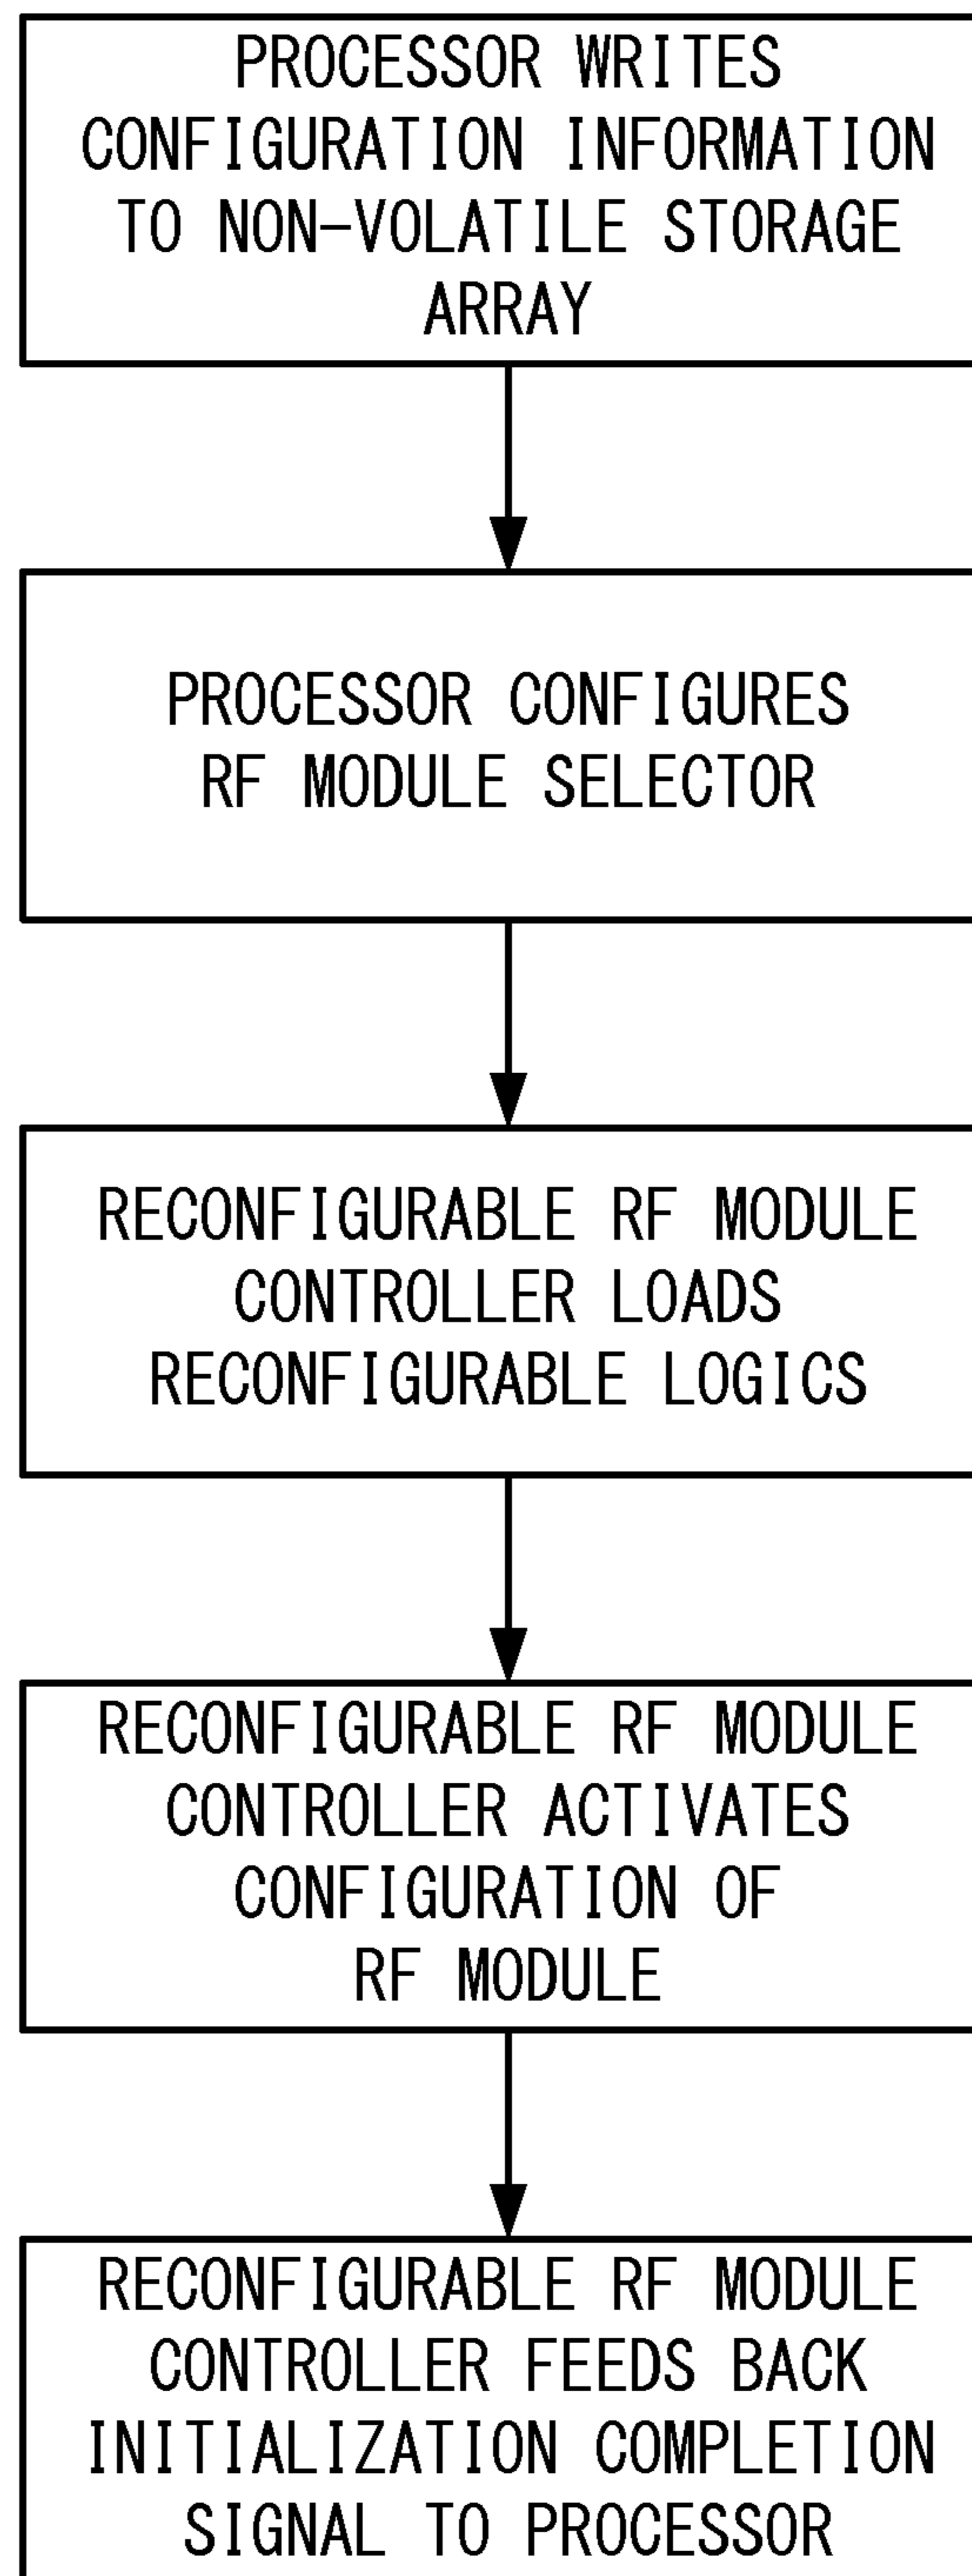 PROCESSOR WRITES
CONFIGURATION INFORMATION
TO NON-VOLATILE STORAGE
ARRAY
PROCESSOR CONFIGURES
RF MODULE SELECTOR
RECONFIGURABLE RF MODULE
CONTROLLER LOADS
RECONFIGURABLE LOGICS
RECONFIGURABLE RF MODULE
CONTROLLER ACTIVATES
CONFIGURATION OF
RF MODULE
RECONFIGURABLE RF MODULE
CONTROLLER FEEDS BACK
INITIALIZATION COMPLETION
SIGNAL TO PROCESSOR